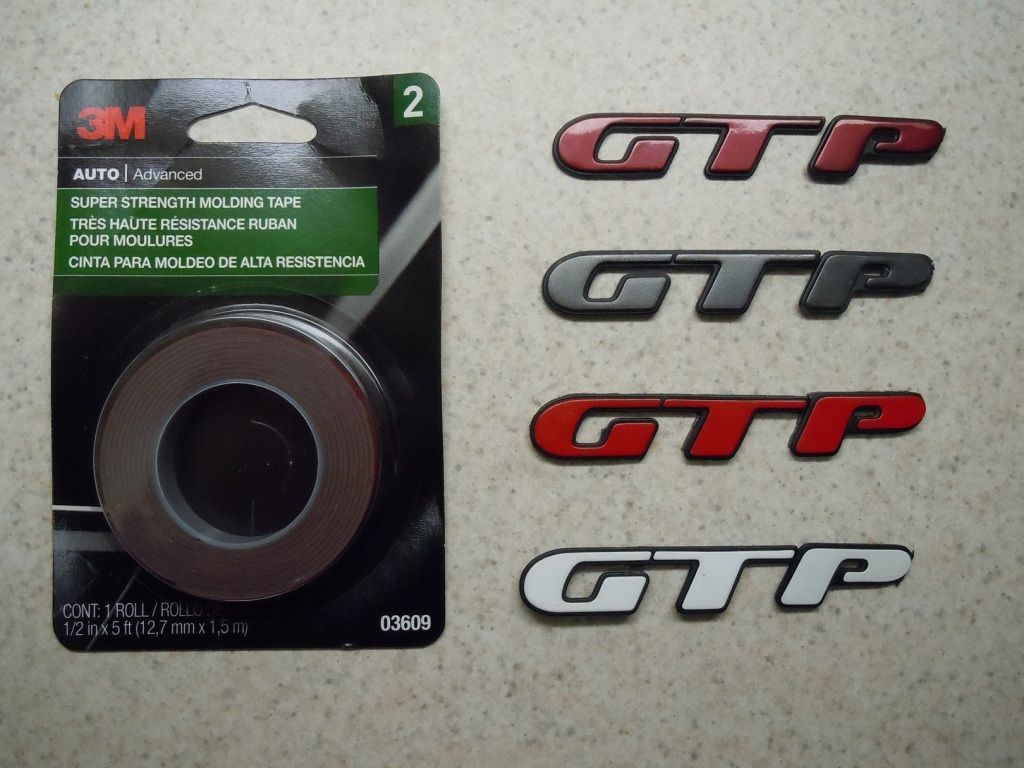 3M
2
AUTO | Advanced
SUPER STRENGTH MOLDING TAPE
TRÈS HAUTE RÉSISTANCE RUBAN
POUR MOULURES
CINTA PARA MOLDEO DE ALTA RESISTENCIA
CONT: 1 ROLL / ROLLO DE
1/2 in x 5 ft (12,7 mm x 1,5 m)
03609
GTP
GTP
GTP
GTP